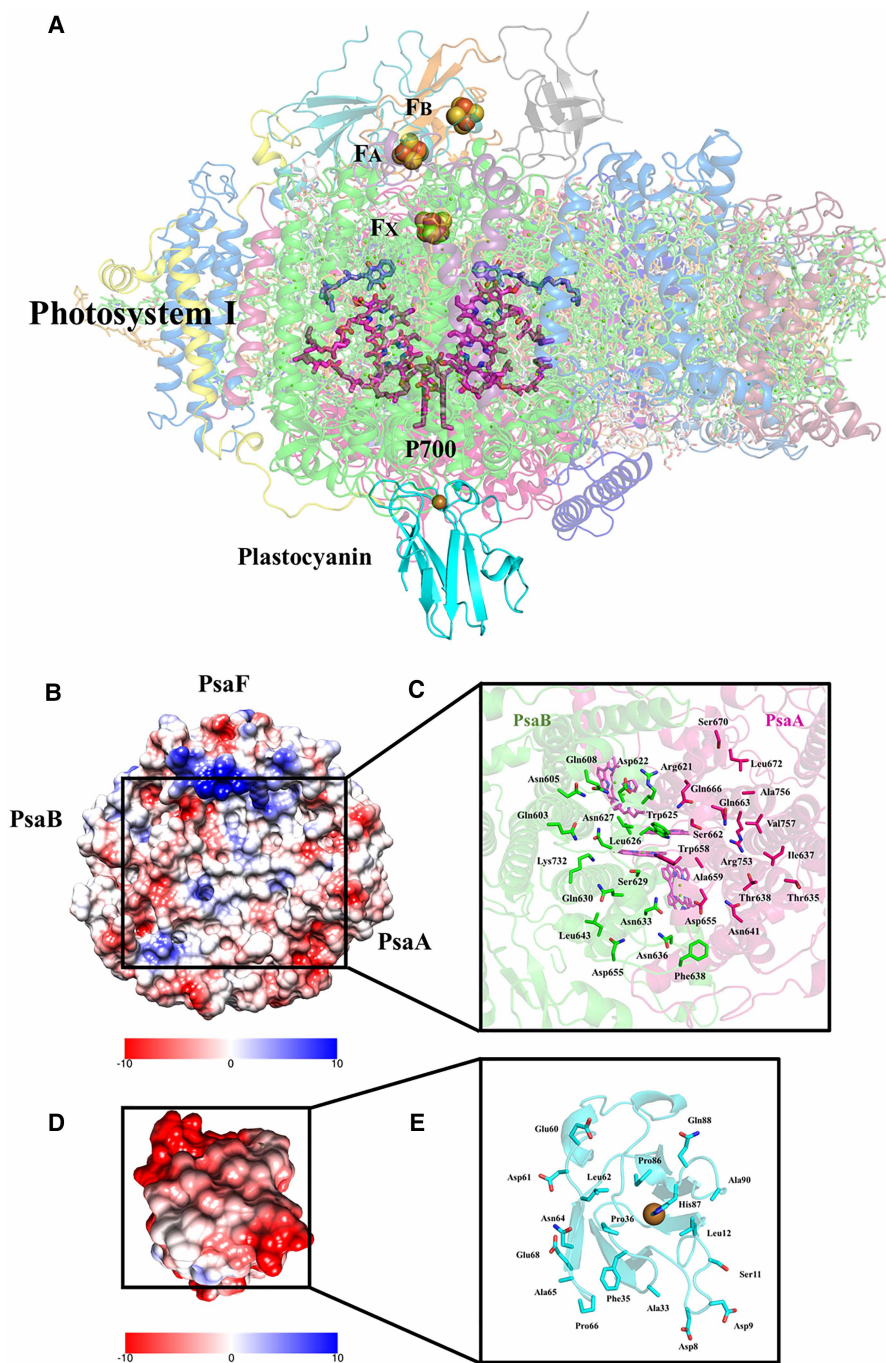 A
FB
FA
FX
Photosystem I
P700
Plastocyanin
B
PsaF
PsaB
PsaA
-10 0 10
C
PsaB
PsaA
Ser670
Leu672
Gln608
Asp622
Arg621
Asn605
Gln666
Ala756
Gln663
Gln603
Asn627
Trp625
Val757
Ser662
Leu626
Trp658
Arg753
Ile637
Lys732
Ala659
Ser629
Thr638
Thr635
Gln630
Asp655
Asn633
Asn641
Leu643
Asn636
Asp655
Phe638
D
-10 0 10
E
Glu60
Gln88
Pro86
Asp61
Leu62
Ala90
His87
Asn64
Pro36
Leu12
Glu68
Ser11
Ala65
Phe35
Ala33
Pro66
Asp9
Asp8